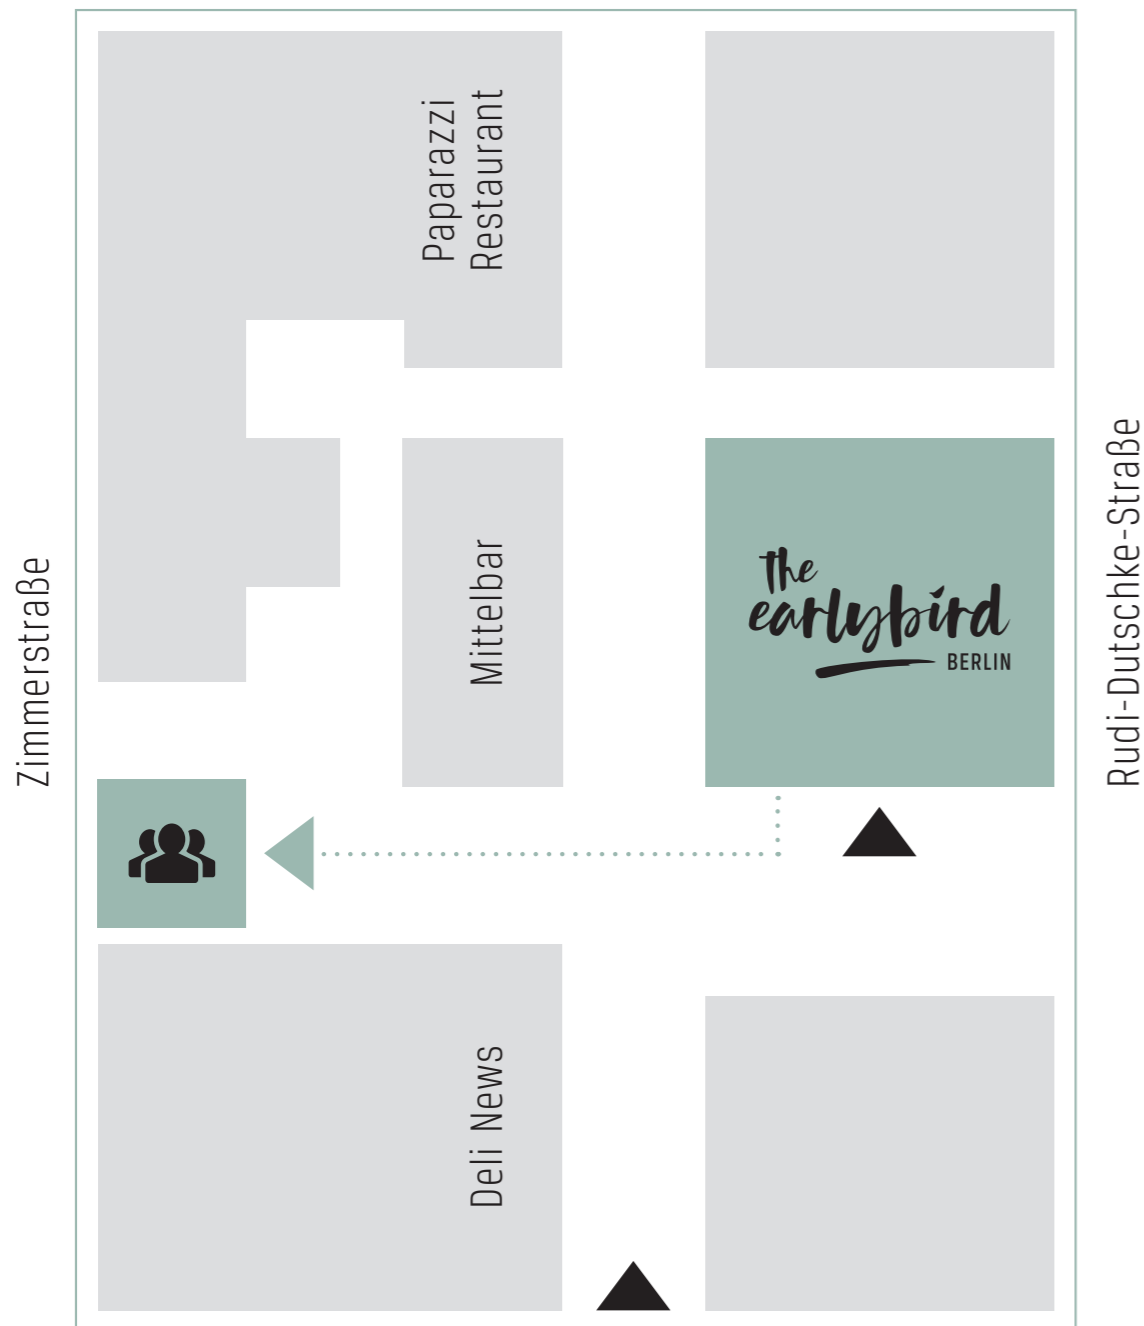 Paparazzi
Restaurant
Zimmerstraße
Mittelbar
the
earlybird
BERLIN
Rudi-Dutschke-Straße
Deli News